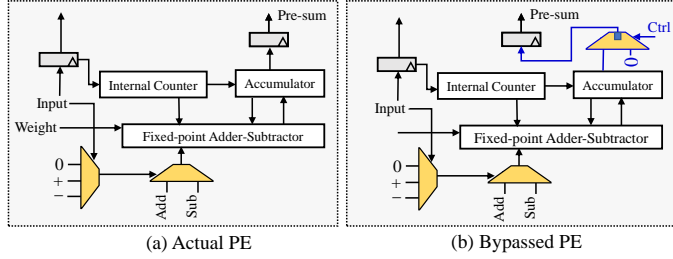 Pre-sum
Internal Counter
Accumulator
Input
Weight
Fixed-point Adder-Subtractor
0
+
−
Add
Sub
(a) Actual PE
Pre-sum
Ctrl
0
Internal Counter
Accumulator
Input
Fixed-point Adder-Subtractor
0
+
−
Add
Sub
(b) Bypassed PE